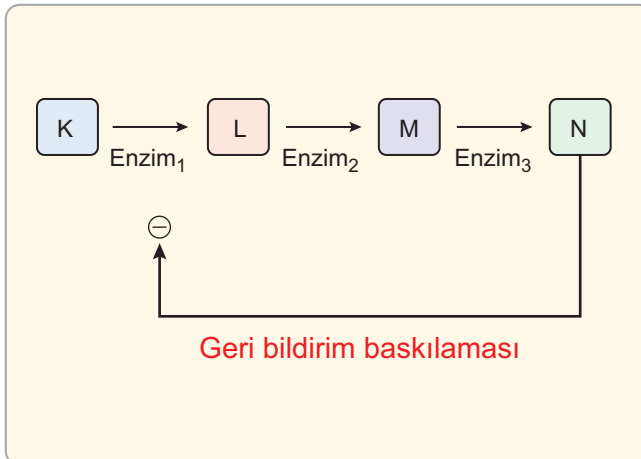 K L M N
Enzim₁ Enzim₂ Enzim₃
⊖
Geri bildirim baskılaması